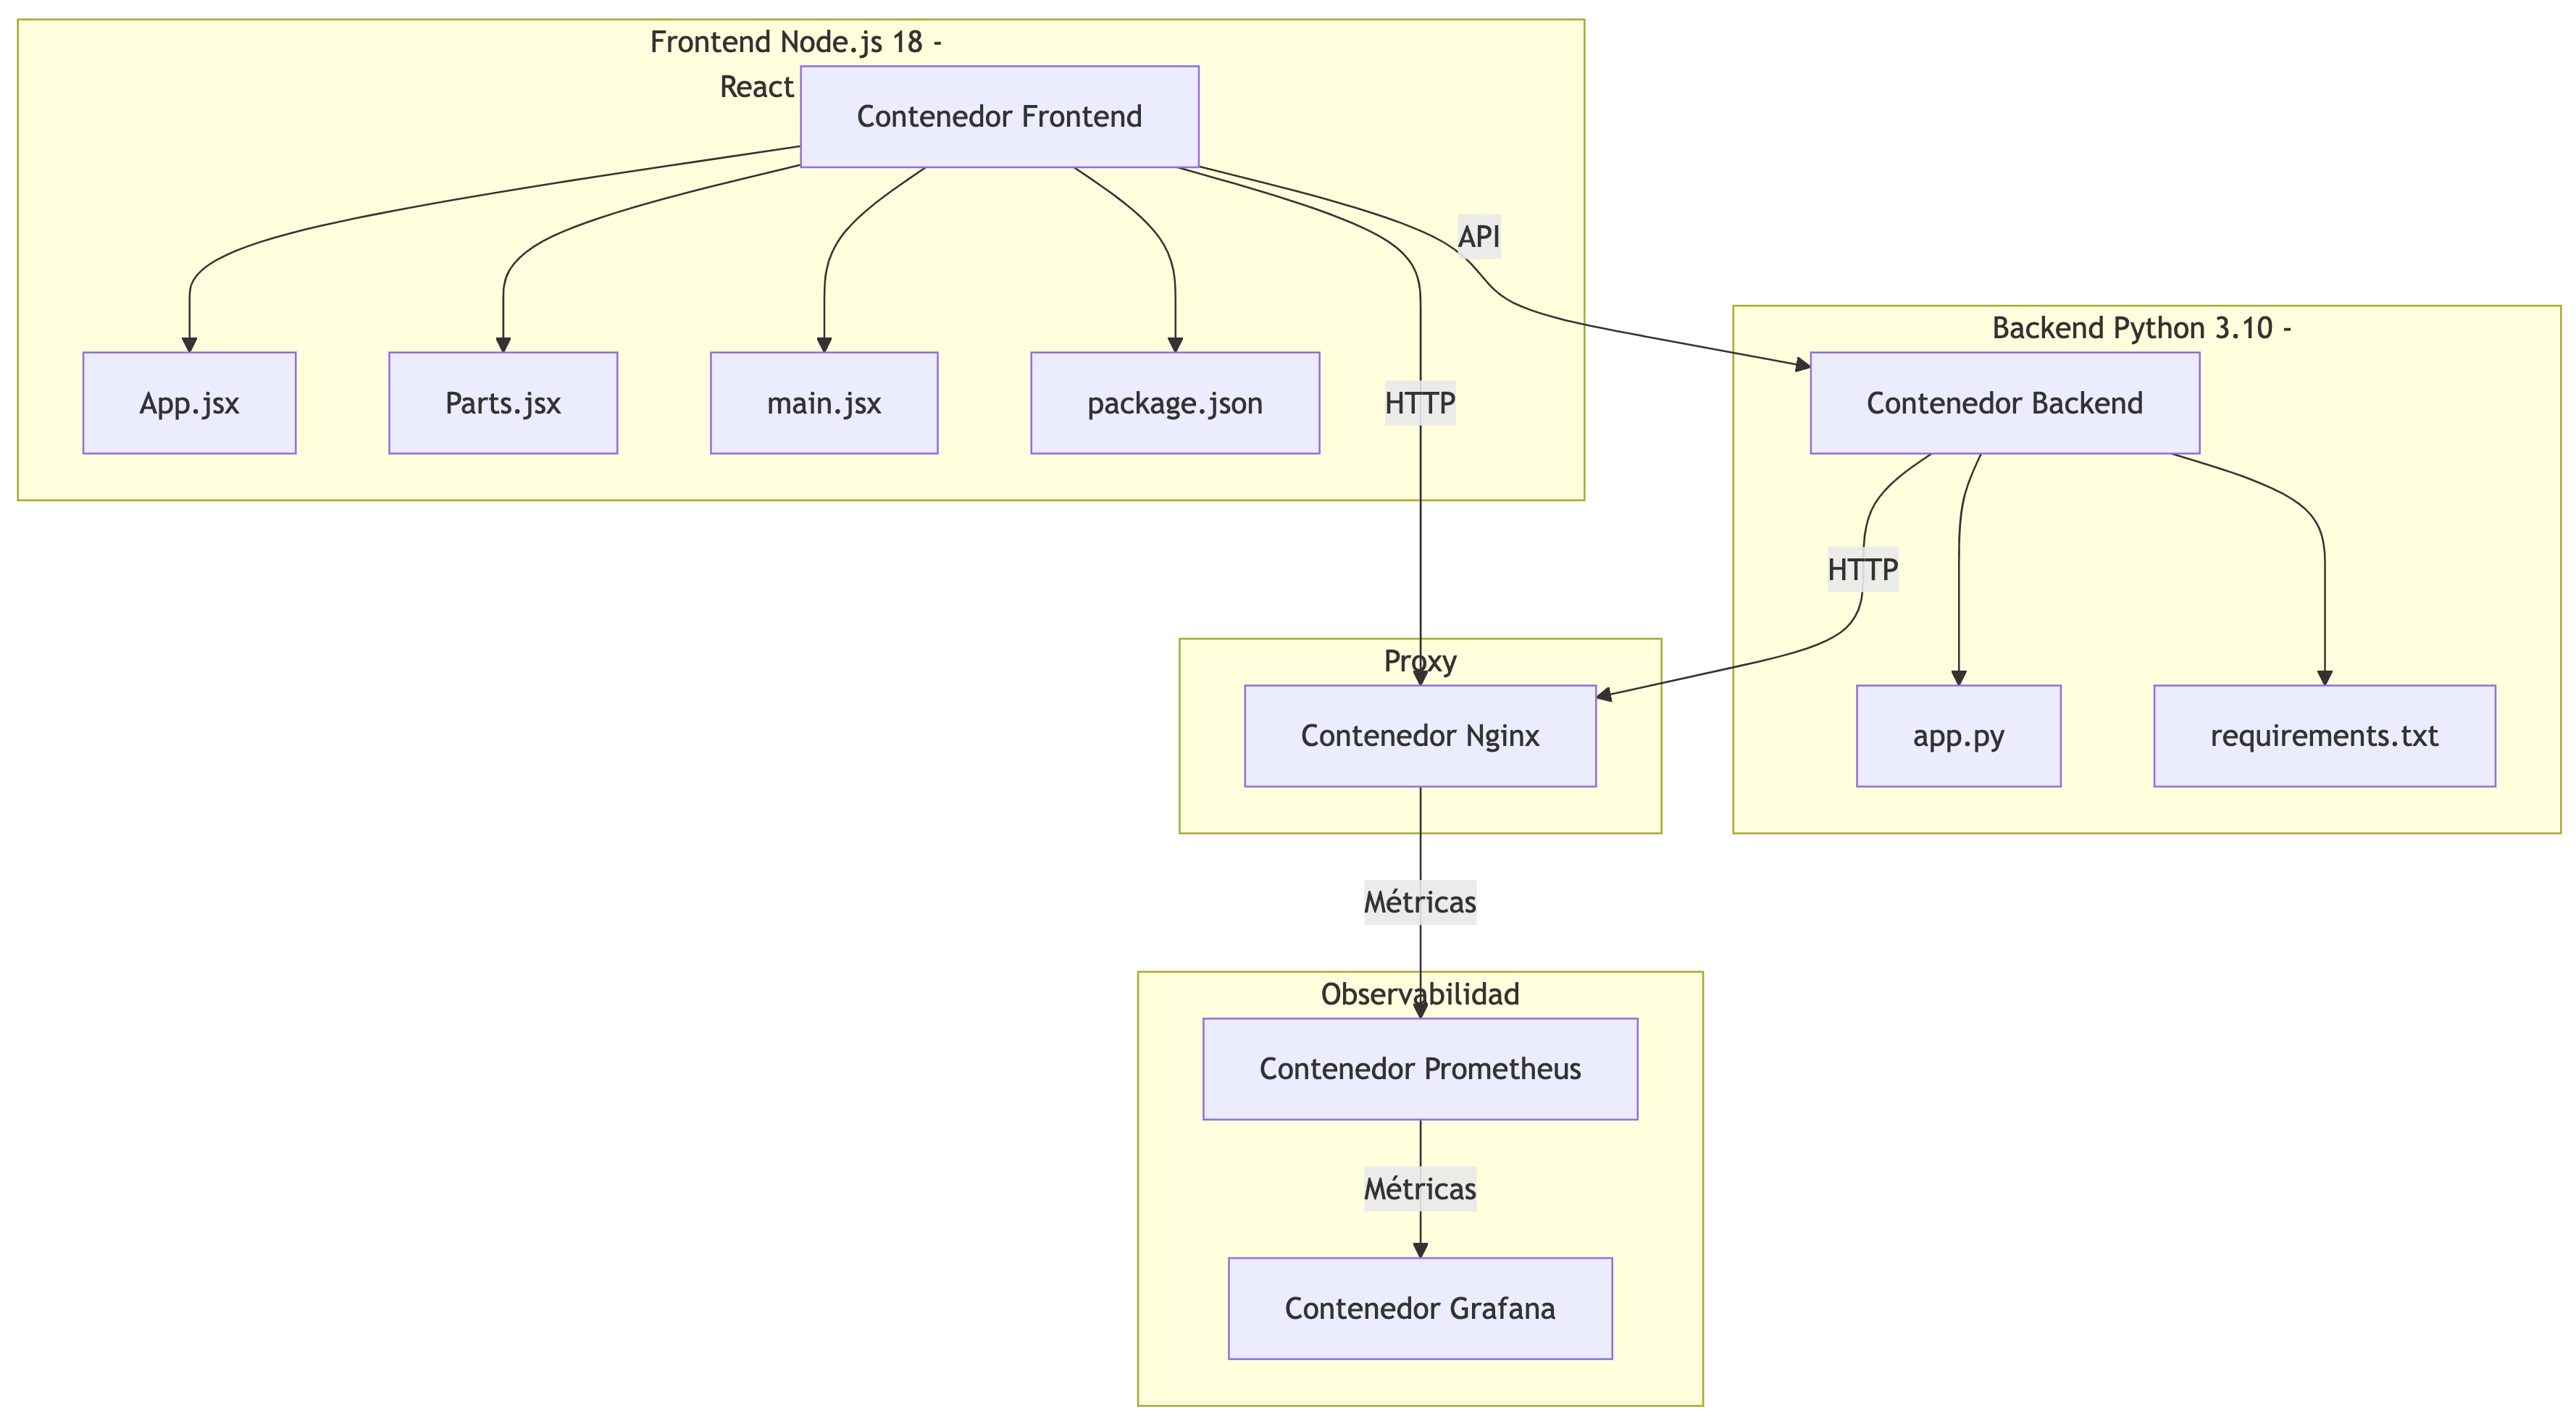 Frontend Node.js 18 -
React
Contenedor Frontend
API
Backend Python 3.10 -
App.jsx
Parts.jsx
main.jsx
package.json
HTTP
Contenedor Backend
HTTP
Proxy
Contenedor Nginx
app.py
requirements.txt
Métricas
Observabilidad
Contenedor Prometheus
Métricas
Contenedor Grafana